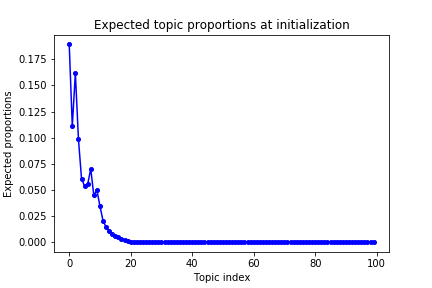 Expected topic proportions at initialization
Expected proportions
0.175
0.150
0.125
0.100
0.075
0.050
0.025
0.000
0 20 40 60 80 100
Topic index